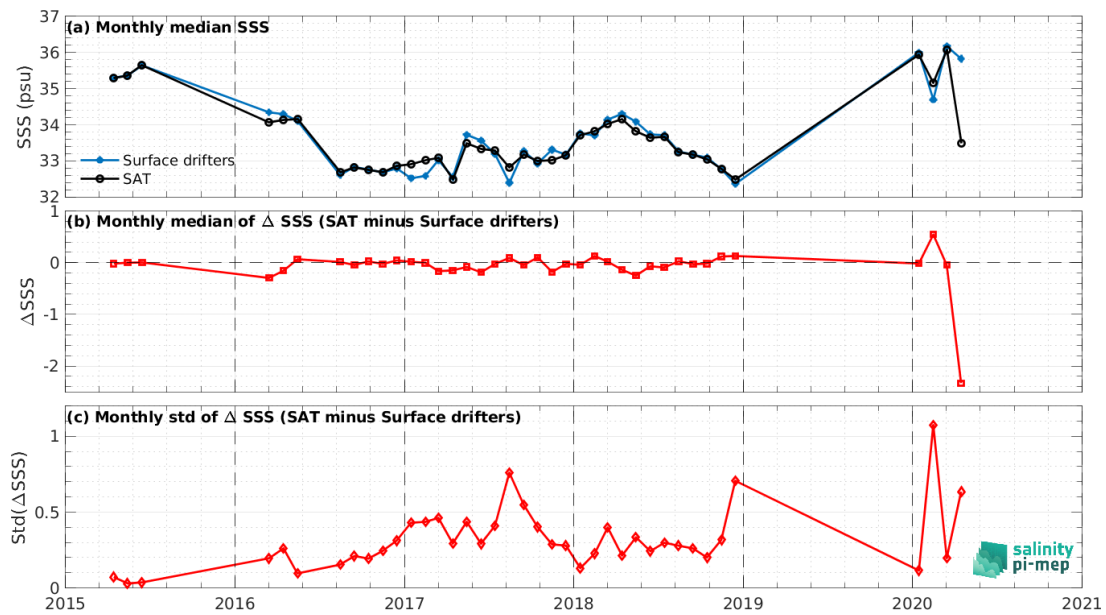 (a) Monthly median SSS
37
36
35
34
33
32
SSS (psu)
Surface drifters
SAT
(b) Monthly median of Δ SSS (SAT minus Surface drifters)
1
0
-1
-2
ΔSSS
(c) Monthly std of Δ SSS (SAT minus Surface drifters)
1
0.5
0
Std(ΔSSS)
salinity
pi-mep
2015 2016 2017 2018 2019 2020 2021